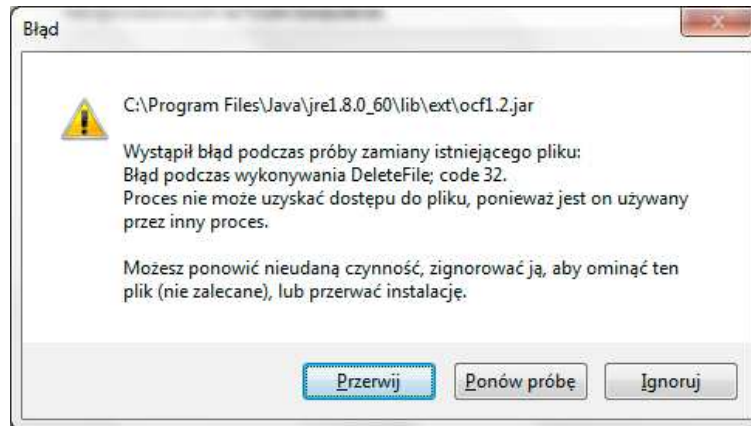 Błąd
C:\Program Files\Java\jre1.8.0_60\lib\ext\ocf1.2.jar
Wystąpił błąd podczas próby zamiany istniejącego pliku:
Błąd podczas wykonywania DeleteFile; code 32.
Proces nie może uzyskać dostępu do pliku, ponieważ jest on używany
przez inny proces.
Możesz ponowić nieudaną czynność, zignorować ją, aby ominąć ten
plik (nie zalecane), lub przerwać instalację.
Przerwij Ponów próbę Ignoruj